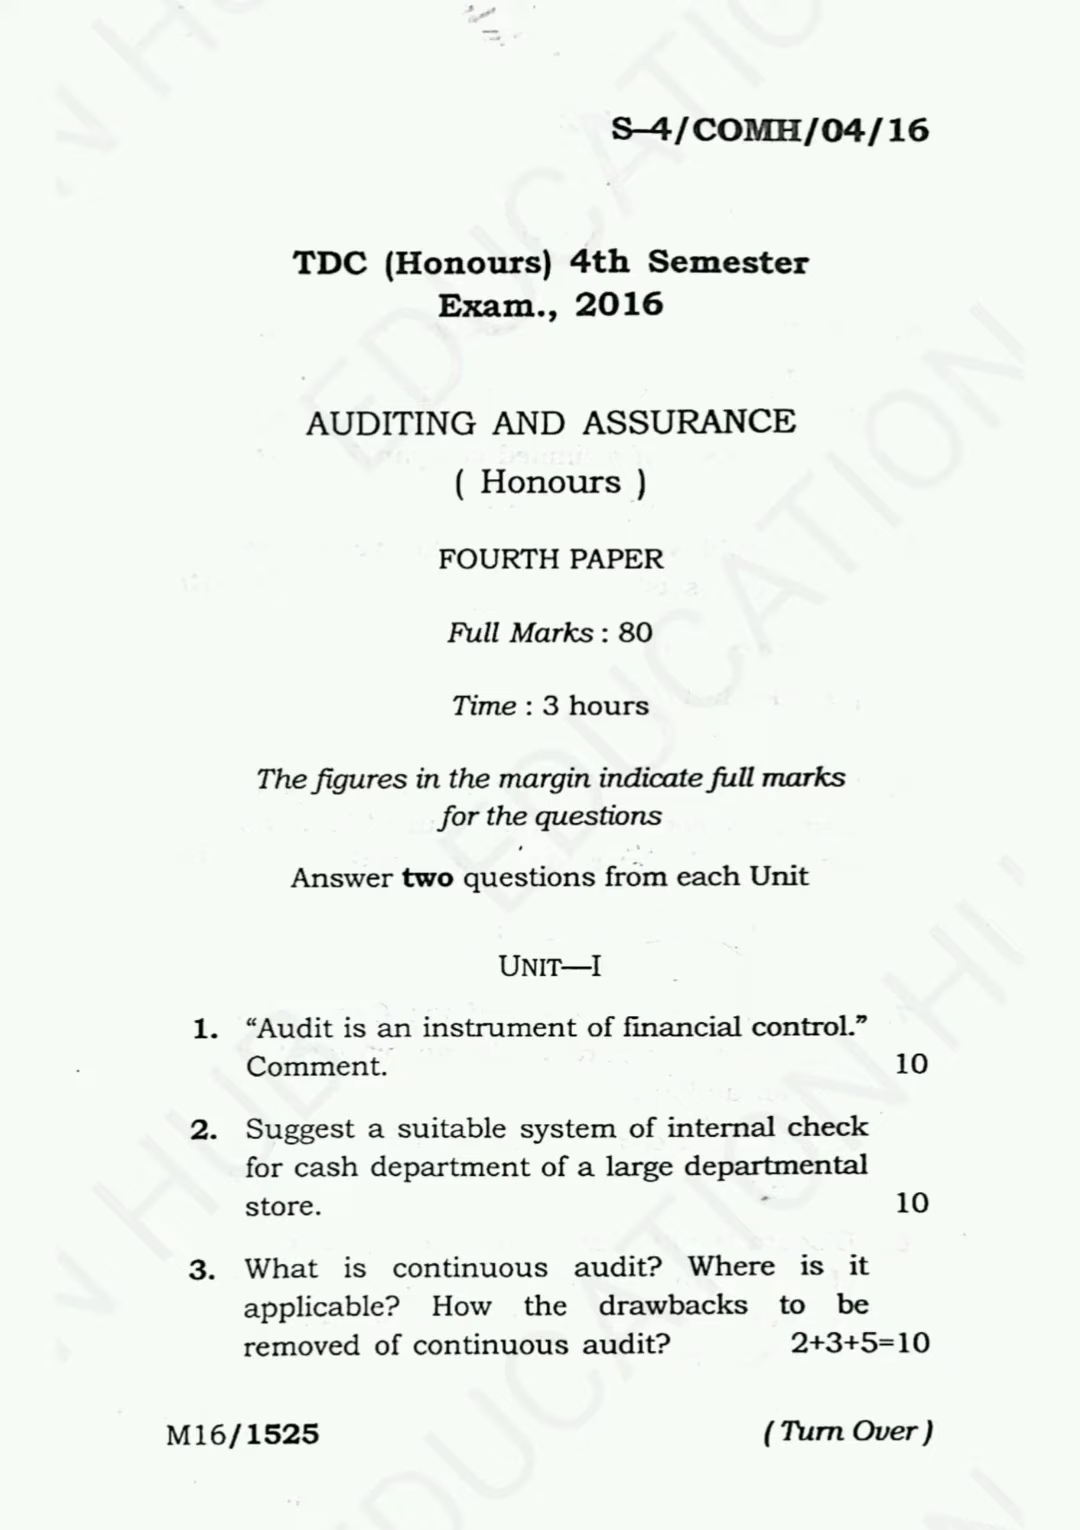 S–4/COMH/04/16
TDC (Honours) 4th Semester
Exam., 2016
AUDITING AND ASSURANCE
( Honours )
FOURTH PAPER
Full Marks : 80
Time : 3 hours
The figures in the margin indicate full marks
for the questions
Answer two questions from each Unit
UNIT—I
1. “Audit is an instrument of financial control.”
Comment. 10
2. Suggest a suitable system of internal check
for cash department of a large departmental
store. 10
3. What is continuous audit? Where is it
applicable? How the drawbacks to be
removed of continuous audit? 2+3+5=10
M16/1525 ( Turn Over )
EDUCATION
EDUCATION HUB